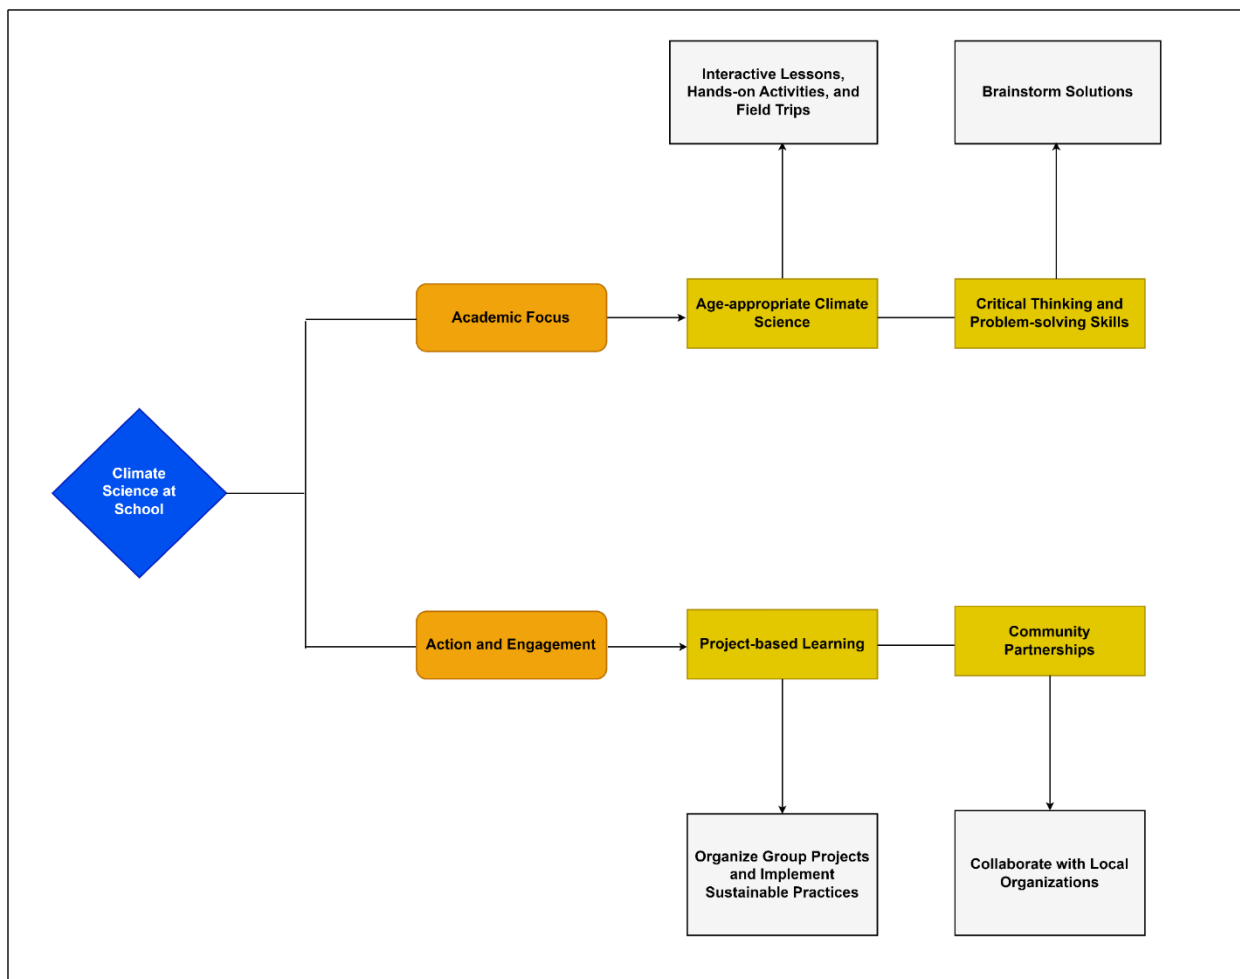 Interactive Lessons,
Hands-on Activities, and
Field Trips
Brainstorm Solutions
Academic Focus
Age-appropriate Climate
Science
Critical Thinking and
Problem-solving Skills
Climate
Science at
School
Action and Engagement
Project-based Learning
Community
Partnerships
Organize Group Projects
and Implement
Sustainable Practices
Collaborate with Local
Organizations